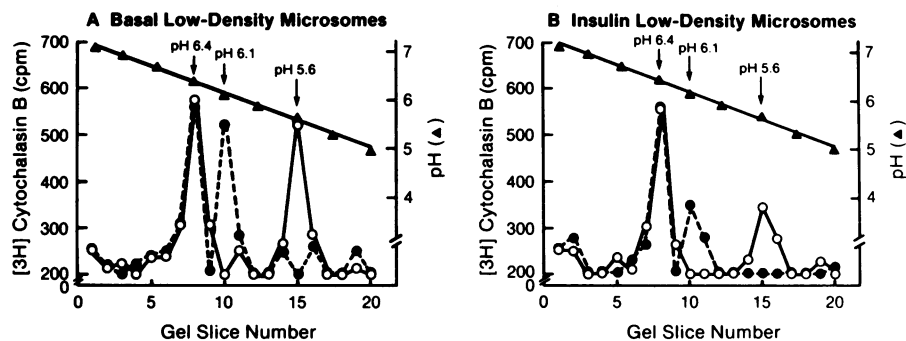 A Basal Low-Density Microsomes
[3H] Cytochalasin B (cpm)
700
600
500
400
300
200
0
pH 6.4
pH 6.1
pH 5.6
7
6
5
4
pH (▲)
0
5
10
15
20
Gel Slice Number
B Insulin Low-Density Microsomes
[3H] Cytochalasin B (cpm)
700
600
500
400
300
200
0
pH 6.4
pH 6.1
pH 5.6
7
6
5
4
pH (▲)
0
5
10
15
20
Gel Slice Number